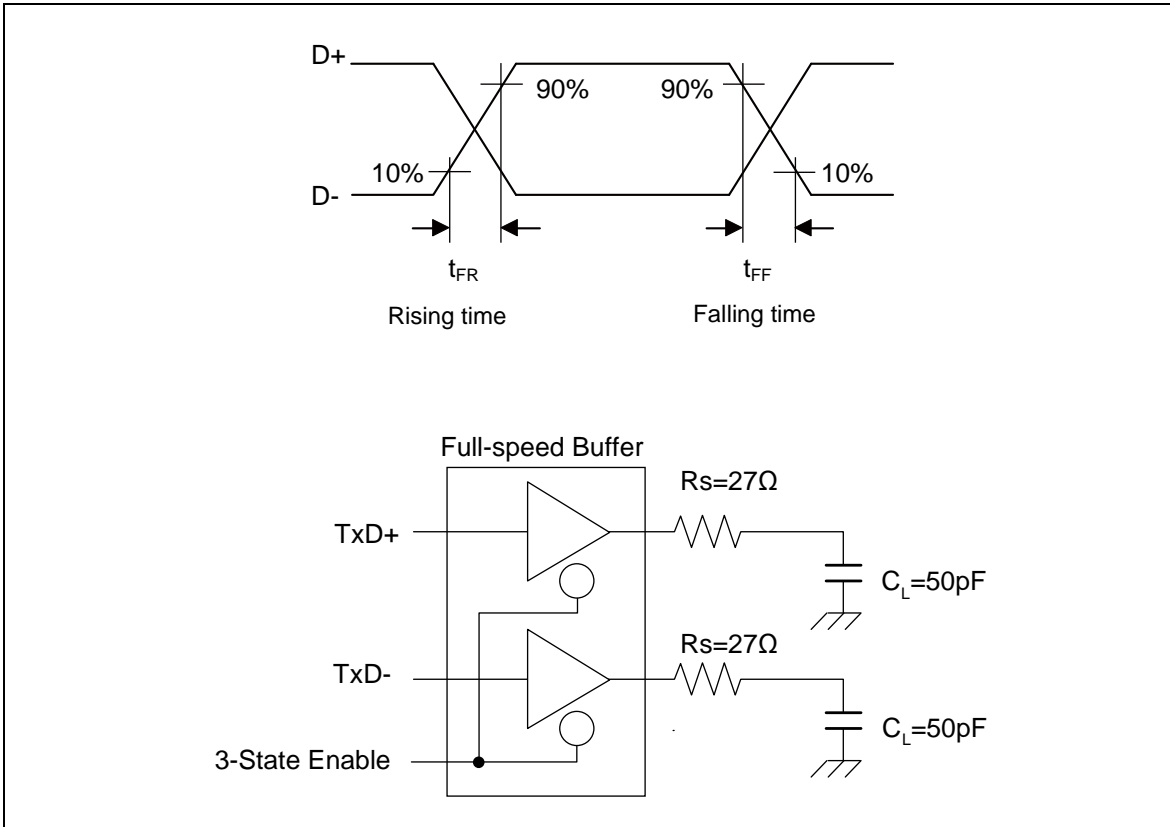 D+
90% 90%
10% 10%
D-
tFR tFF
Rising time Falling time
Full-speed Buffer
Rs=27Ω
TxD+
CL=50pF
Rs=27Ω
TxD-
CL=50pF
3-State Enable